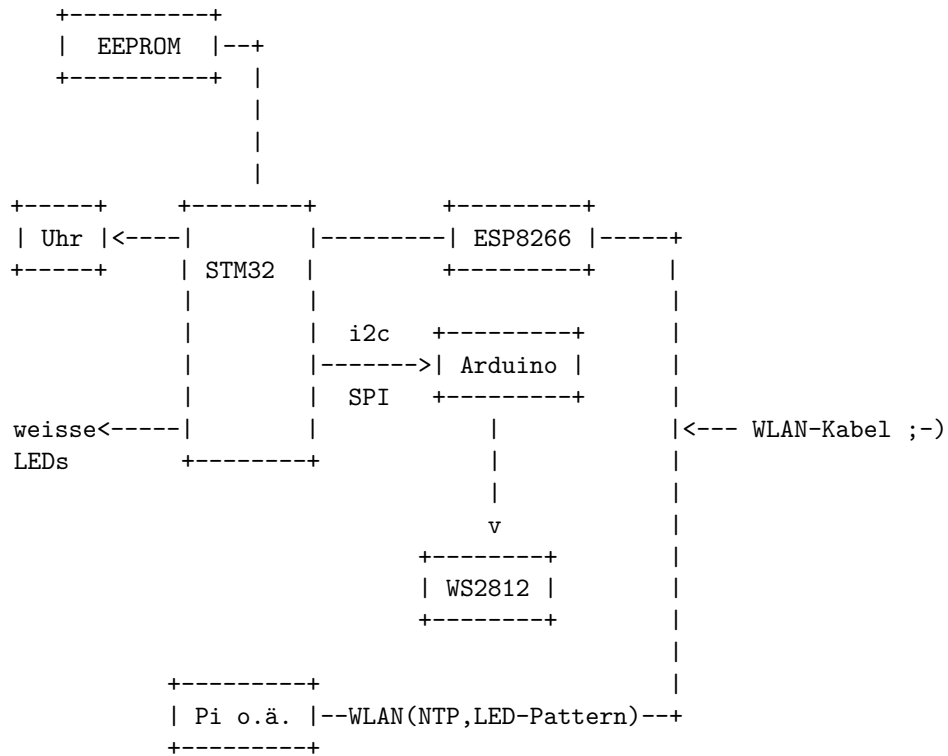 EEPROM
Uhr
STM32
ESP8266
i2c
SPI
Arduino
weisse
LEDs
WLAN-Kabel ;-)
WS2812
Pi o.ä.
WLAN(NTP,LED-Pattern)